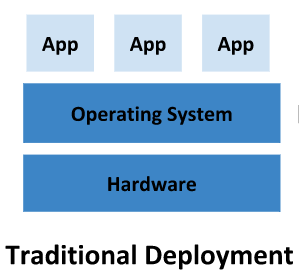 App App App
Operating System
Hardware
Traditional Deployment